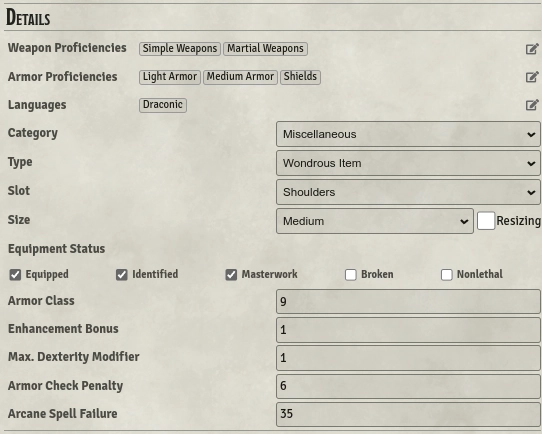 Details
Weapon Proficiencies Simple Weapons Martial Weapons
Armor Proficiencies Light Armor Medium Armor Shields
Languages Draconic
Category Miscellaneous
Type Wondrous Item
Slot Shoulders
Size Medium Resizing
Equipment Status
Equipped Identified Masterwork Broken Nonlethal
Armor Class 9
Enhancement Bonus 1
Max. Dexterity Modifier 1
Armor Check Penalty 6
Arcane Spell Failure 35